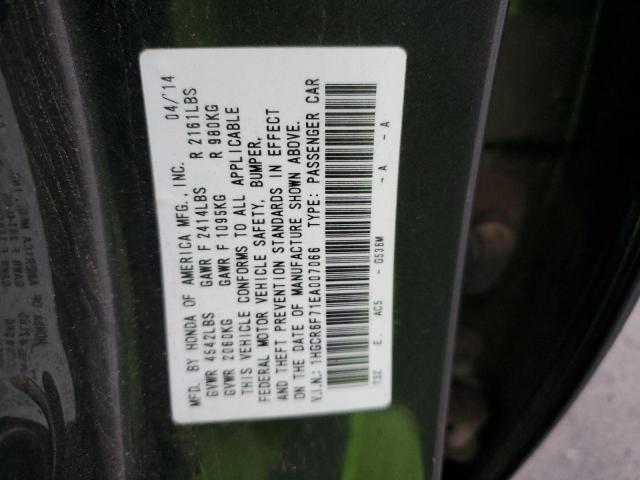 MFD. BY HONDA OF AMERICA MFG., INC. 04/'14
GVWR 4542LBS GAWR F 2414LBS R 2161LBS
GVWR 2060KG GAWR F 1095KG R 980KG
THIS VEHICLE CONFORMS TO ALL APPLICABLE
FEDERAL MOTOR VEHICLE SAFETY, BUMPER,
AND THEFT PREVENTION STANDARDS IN EFFECT
ON THE DATE OF MANUFACTURE SHOWN ABOVE.
V.I.N.: 1HGCR6F71EA007066 TYPE: PASSENGER CAR
132 E. AC5 - G536M - A - A